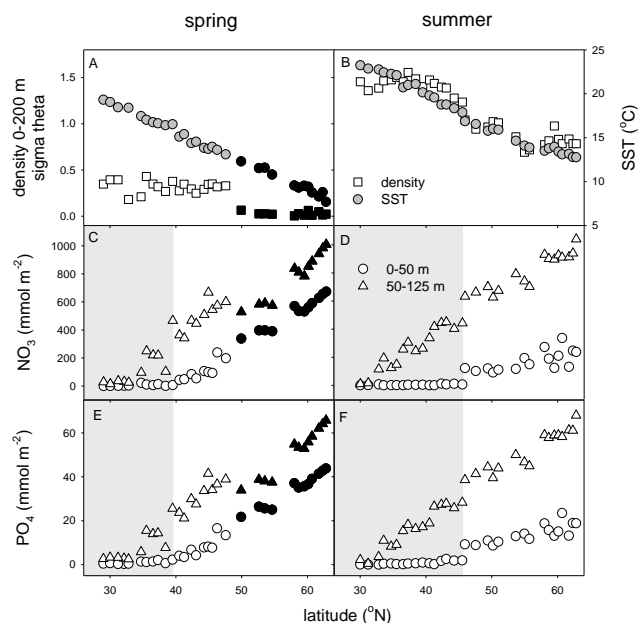 spring
summer
A
B
density 0-200 m
sigma theta
1.5
1.0
0.5
0.0
25
20
15
10
5
SST
(°C)
density
SST
C
D
NO3 (mmol m-2)
1000
800
600
400
200
0
0-50 m
50-125 m
E
F
PO4 (mmol m-2)
60
40
20
0
30 40 50 60
30 40 50 60
latitude (oN)